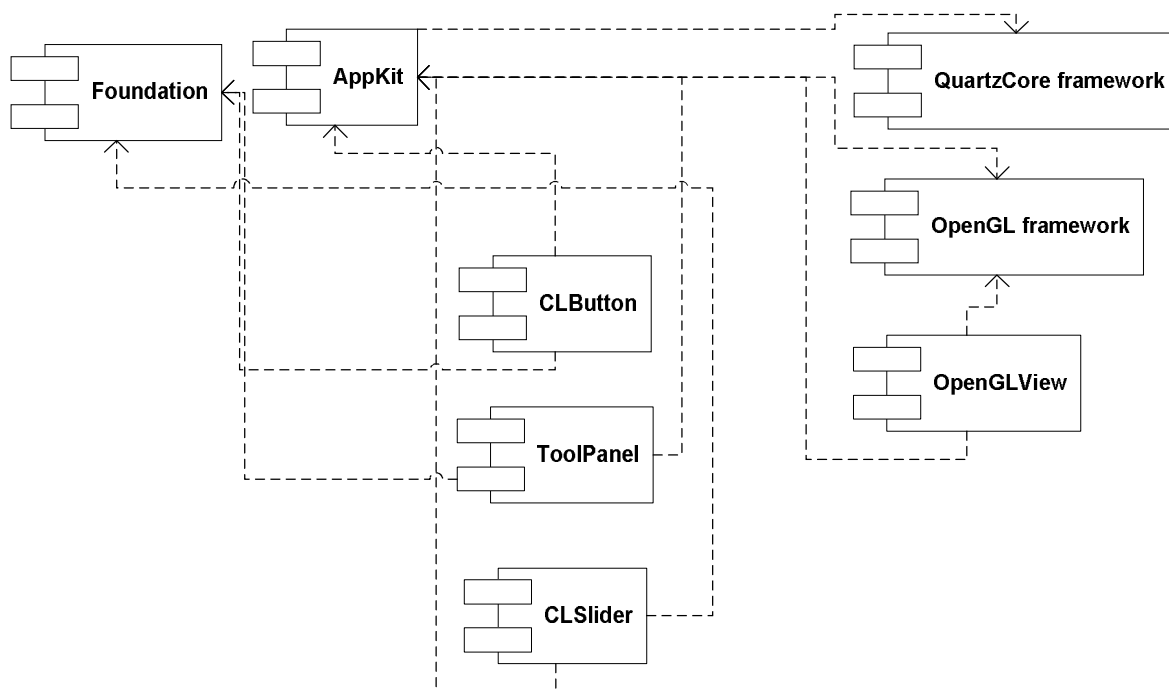 Foundation
AppKit
QuartzCore framework
OpenGL framework
CLButton
OpenGLView
ToolPanel
CLSlider